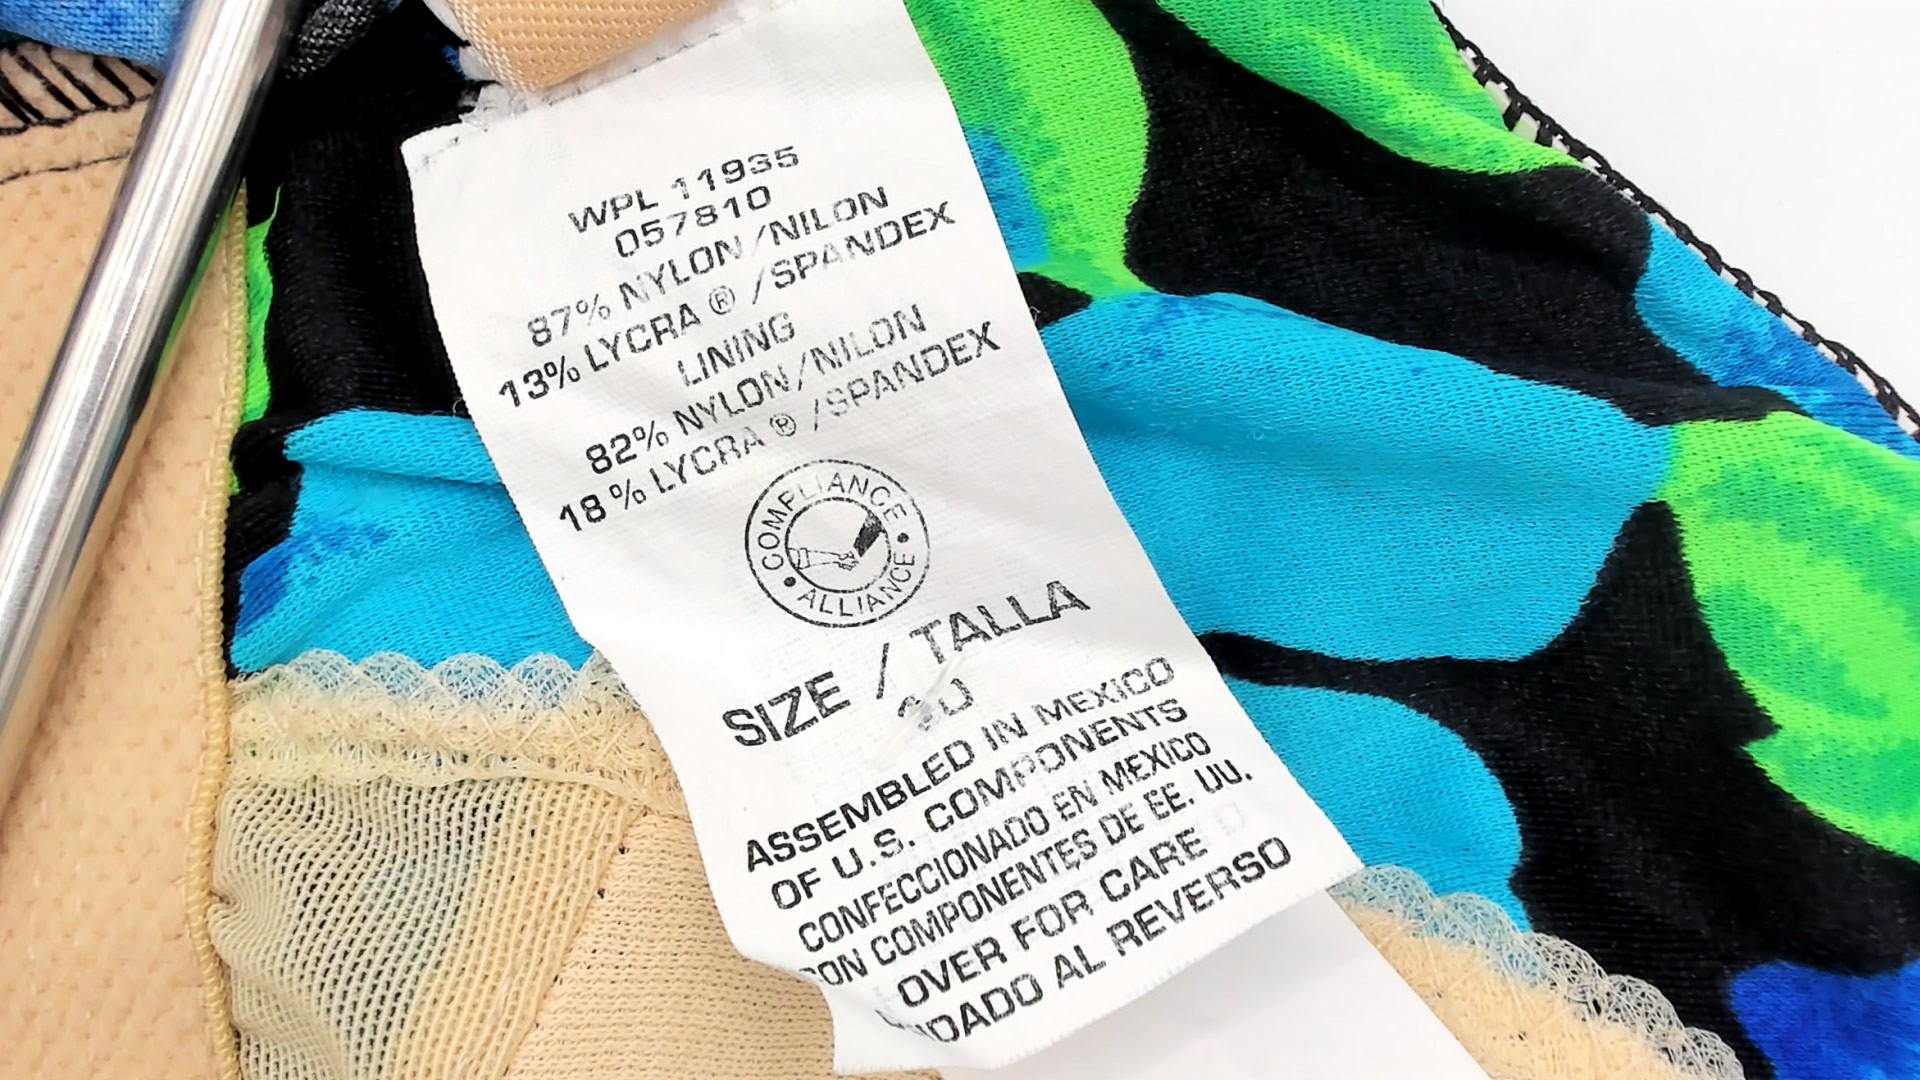 WPL 11935
057810
87% NYLON/NILON
13% LYCRA ® /SPANDEX
LINING
82% NYLON/NILON
18% LYCRA ® /SPANDEX
COMPLIANCE
• ALLIANCE •
SIZE / TALLA
ASSEMBLED IN MEXICO
OF U.S. COMPONENTS
CONFECCIONADO EN MEXICO
CON COMPONENTES DE EE. UU.
OVER FOR CARE
AL REVERSO